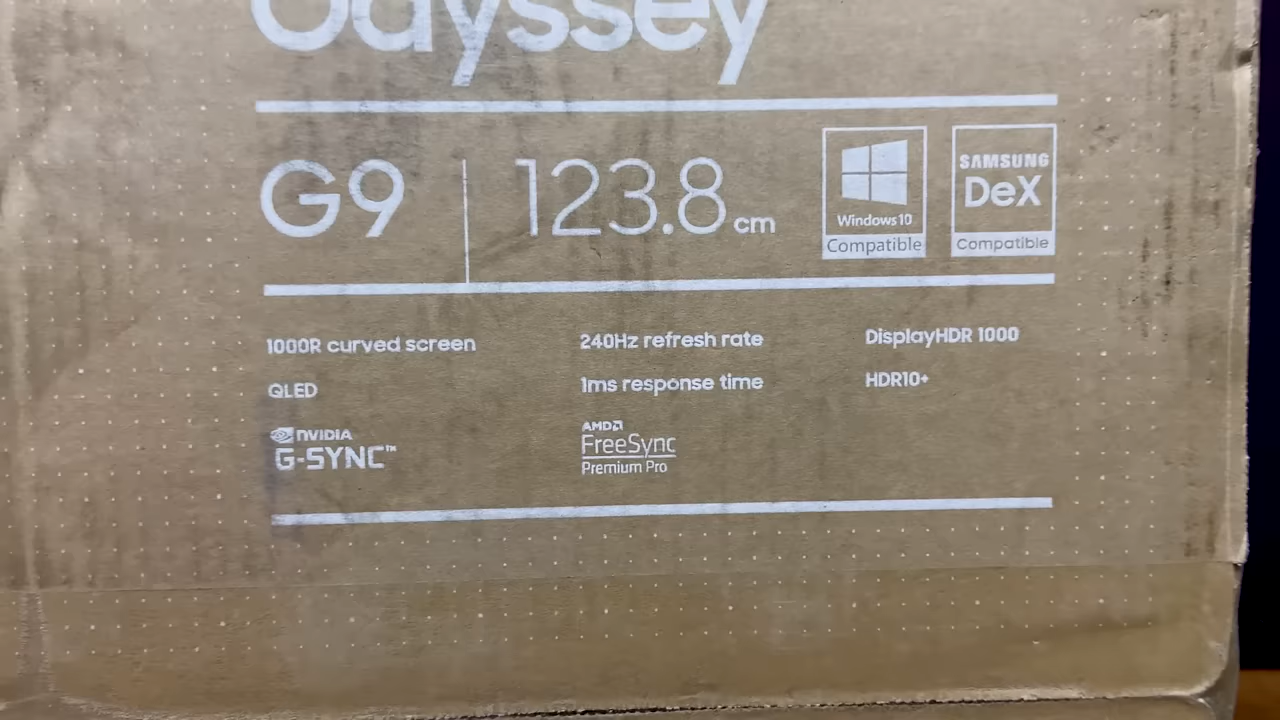 Odyssey
G9 123.8 cm
Windows 10
Compatible
SAMSUNG
DeX
Compatible
1000R curved screen
240Hz refresh rate
DisplayHDR 1000
QLED
1ms response time
HDR10+
NVIDIA
G-SYNC™
AMD
FreeSync
Premium Pro